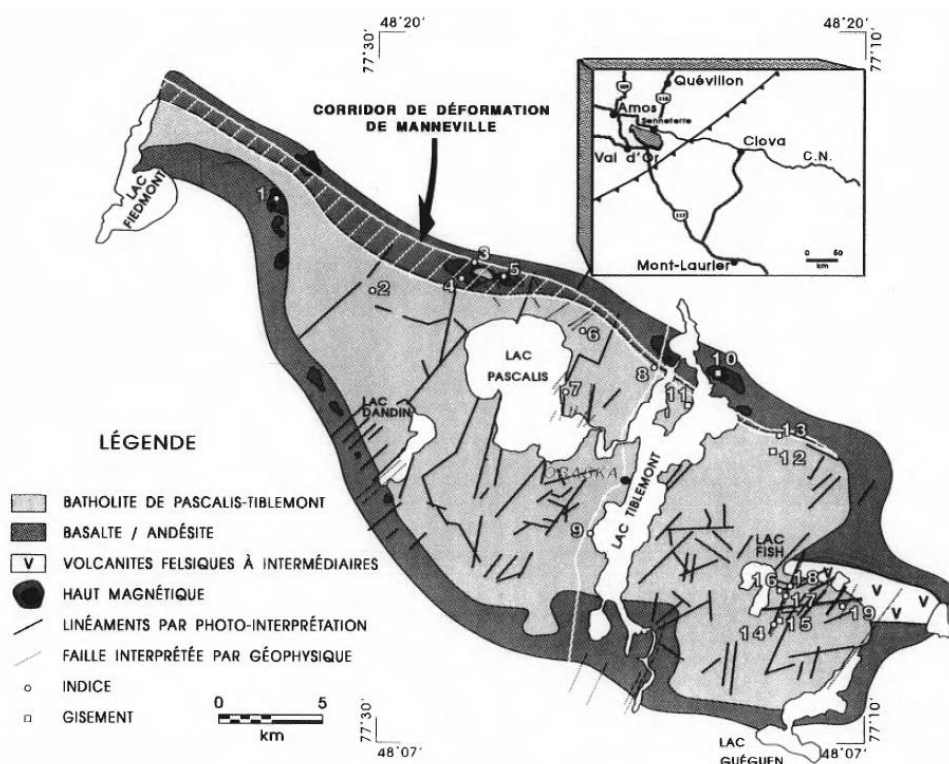 48°20'
77°30'
48°20'
77°10'
CORRIDOR DE DÉFORMATION
DE MANNEVILLE
Quévillon
109
113
Amos
Senneterre
Clova
Val d'Or
C.N.
117
Mont-Laurier
0 50
km
LAC
FIEDMONT
1
2
3
4
5
6
7
8
9
10
11
12
13
14
15
16
17
18
19
LAC
PASCALIS
LAC
DANDIN
OBASKA
LAC TIBLEMONT
LAC
FISH
V
V
V
V
LÉGENDE
BATHOLITE DE PASCALIS-TIBLEMONT
BASALTE / ANDÉSITE
V VOLCANITES FELSIQUES À INTERMÉDIAIRES
HAUT MAGNÉTIQUE
LINÉAMENTS PAR PHOTO-INTERPRÉTATION
FAILLE INTERPRÉTÉE PAR GÉOPHYSIQUE
INDICE
GISEMENT
0 5
km
77°30'
48°07'
LAC
GUÉGUEN
77°10'
48°07'